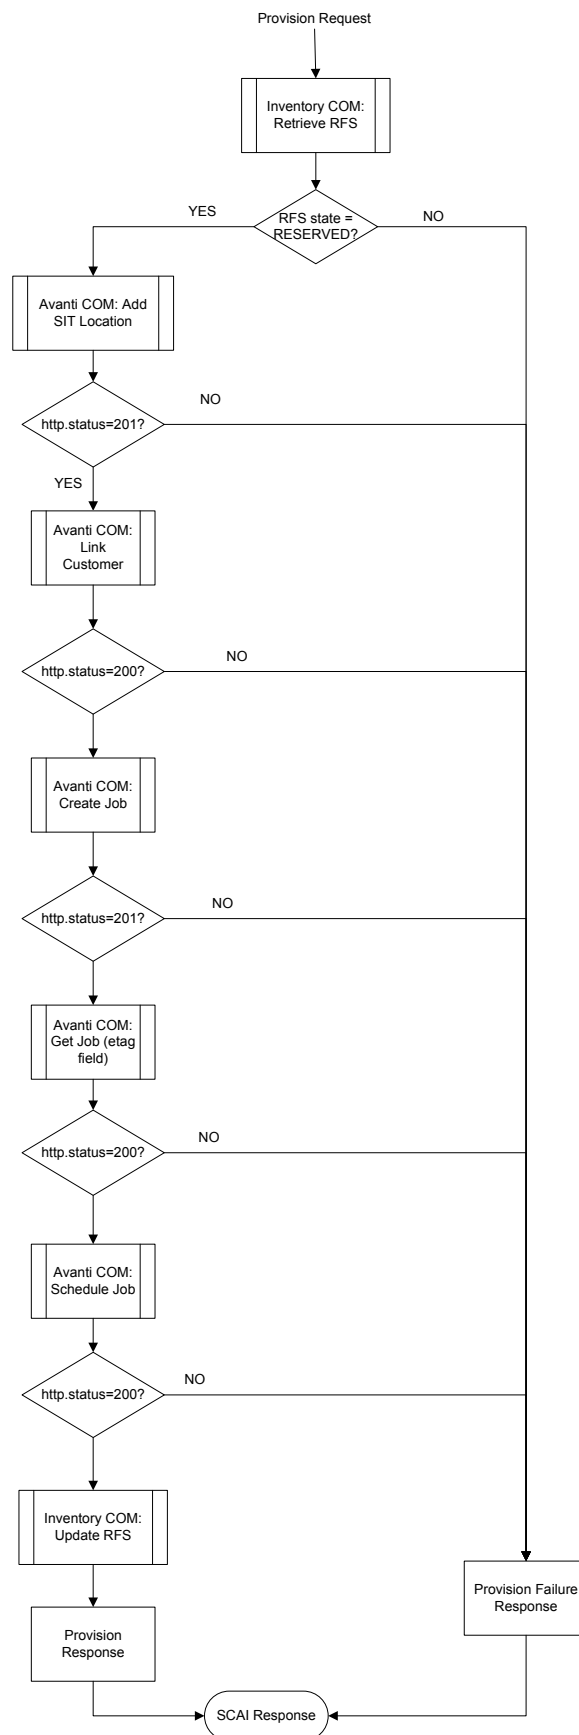 Provision Request
Inventory COM:
Retrieve RFS
YES
RFS state =
RESERVED?
NO
Avanti COM: Add
SIT Location
NO
http.status=201?
YES
Avanti COM:
Link
Customer
NO
http.status=200?
Avanti COM:
Create Job
NO
http.status=201?
Avanti COM:
Get Job (etag
field)
NO
http.status=200?
Avanti COM:
Schedule Job
NO
http.status=200?
Inventory COM:
Update RFS
Provision Failure
Response
Provision
Response
SCAI Response